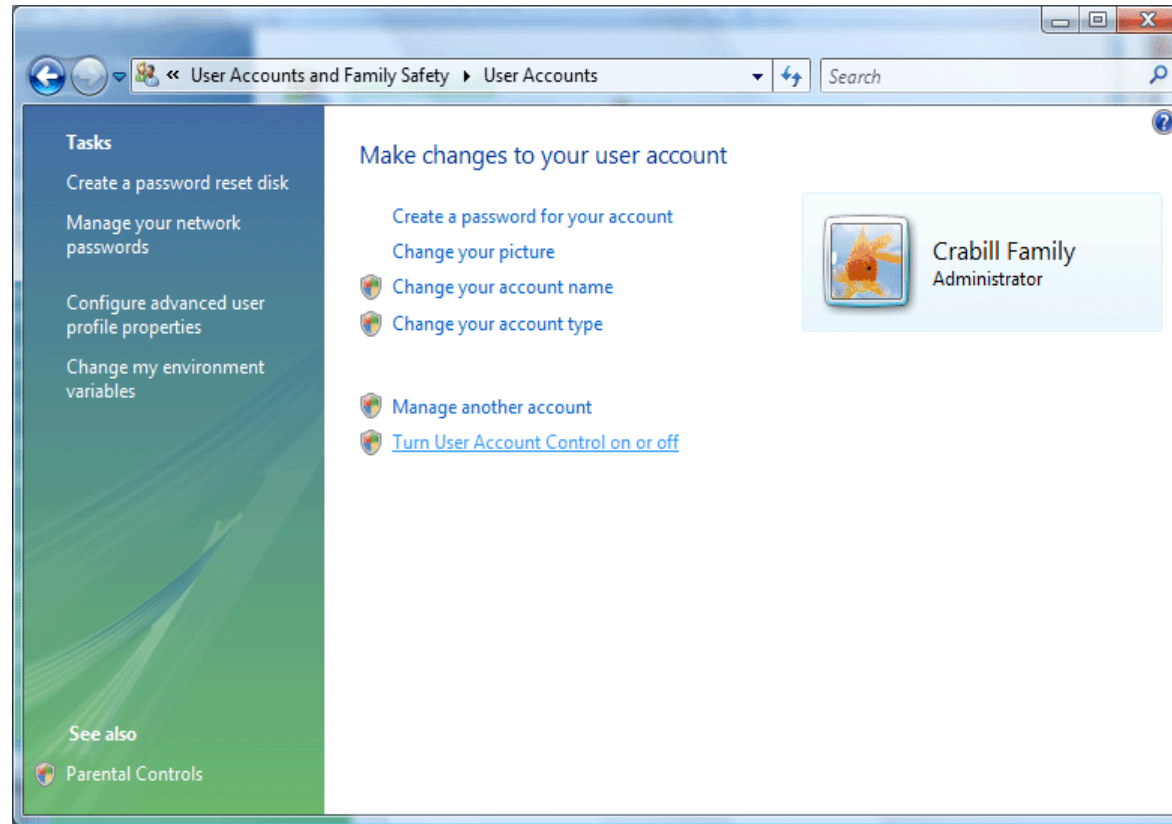 « User Accounts and Family Safety ▸ User Accounts
Search
Tasks
Create a password reset disk
Manage your network
passwords
Configure advanced user
profile properties
Change my environment
variables
See also
Parental Controls
Make changes to your user account
Create a password for your account
Change your picture
Change your account name
Change your account type
Manage another account
Turn User Account Control on or off
Crabill Family
Administrator